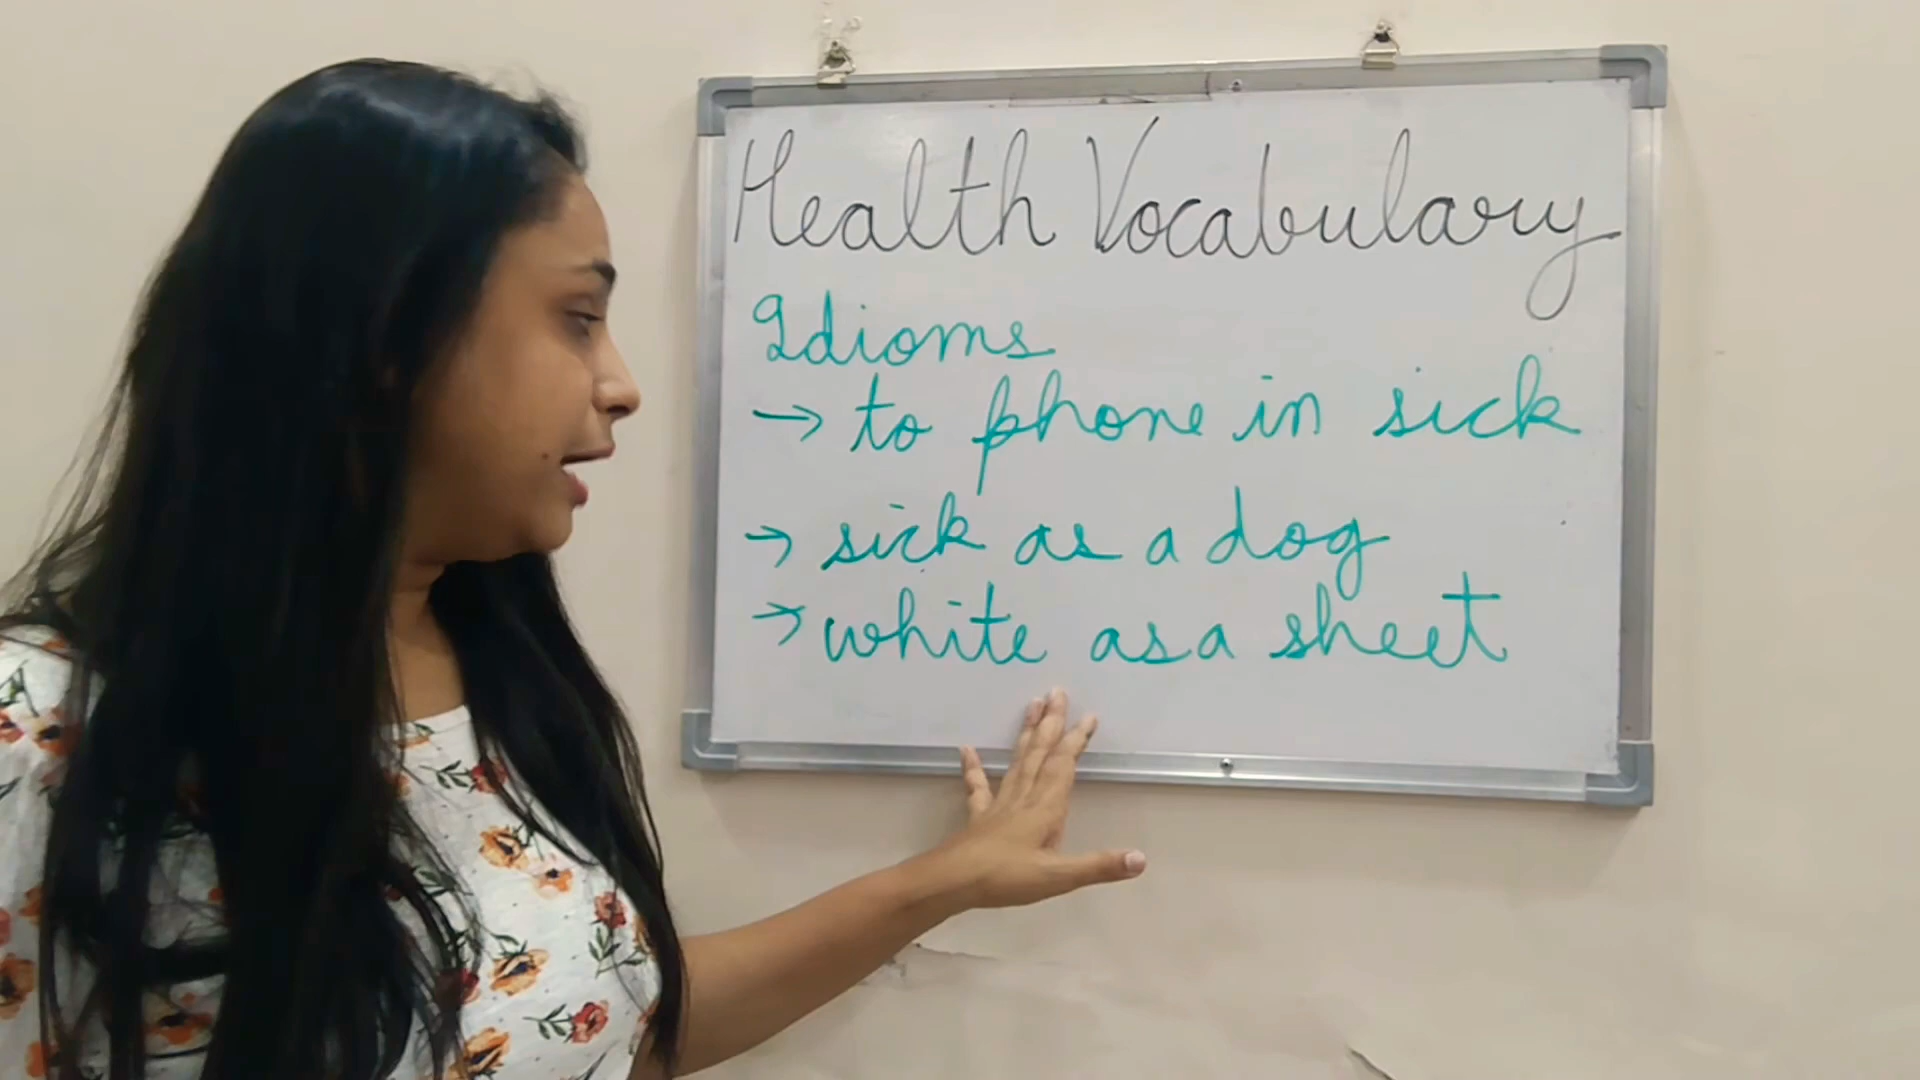 Health Vocabulary
Idioms
→ to phone in sick
→ sick as a dog
→ white as a sheet